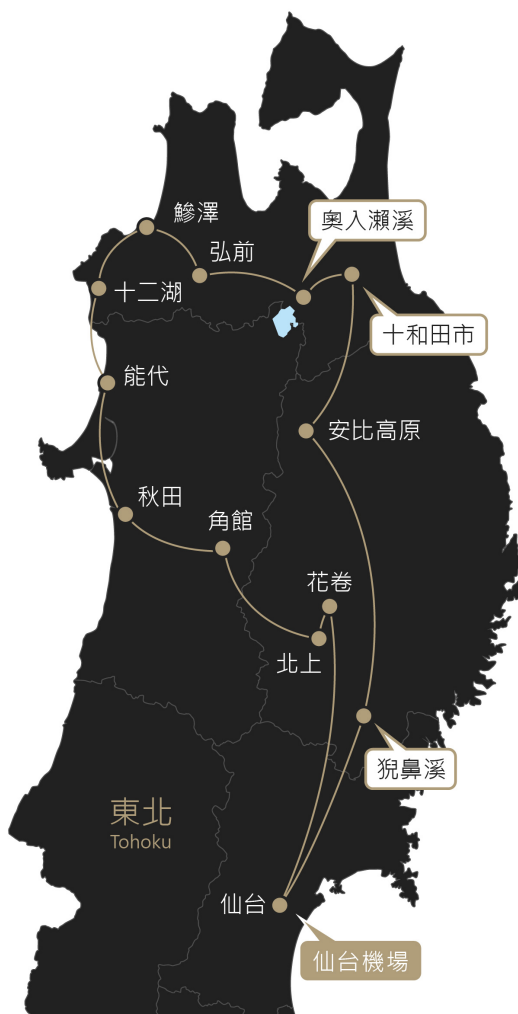 鰺澤
奧入瀨溪
弘前
十二湖
十和田市
能代
安比高原
秋田
角館
花卷
北上
猊鼻溪
東北
Tohoku
仙台
仙台機場